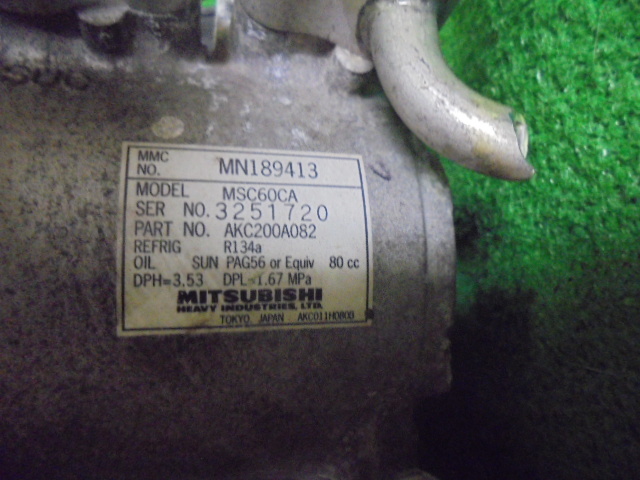 MMC
NO. MN189413
MODEL MSC60CA
SER NO. 3251720
PART NO. AKC200A082
REFRIG R134a
OIL SUN PAG56 or Equiv 80 cc
DPH=3.53 DPL=1.67 MPa
MITSUBISHI
HEAVY INDUSTRIES, LTD.
TOKYO JAPAN AKC011H080B